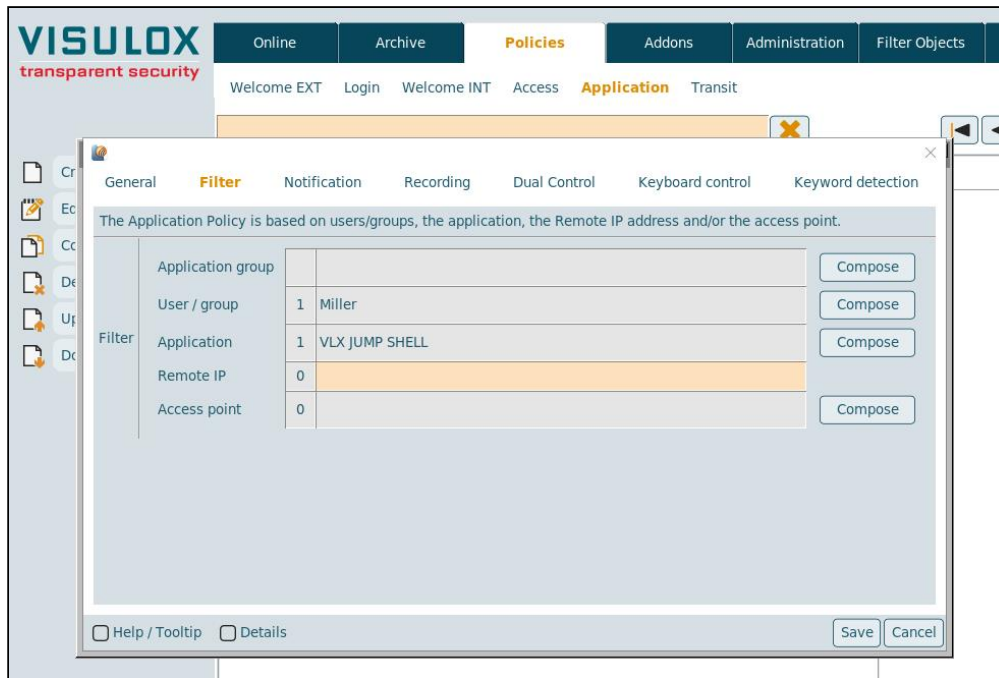 VISULOX
transparent security
Online Archive Policies Addons Administration Filter Objects
Welcome EXT Login Welcome INT Access Application Transit
General Filter Notification Recording Dual Control Keyboard control Keyword detection
The Application Policy is based on users/groups, the application, the Remote IP address and/or the access point.
Filter
Application group Compose
User / group 1 Miller Compose
Application 1 VLX JUMP SHELL Compose
Remote IP 0
Access point 0 Compose
Help / Tooltip Details Save Cancel